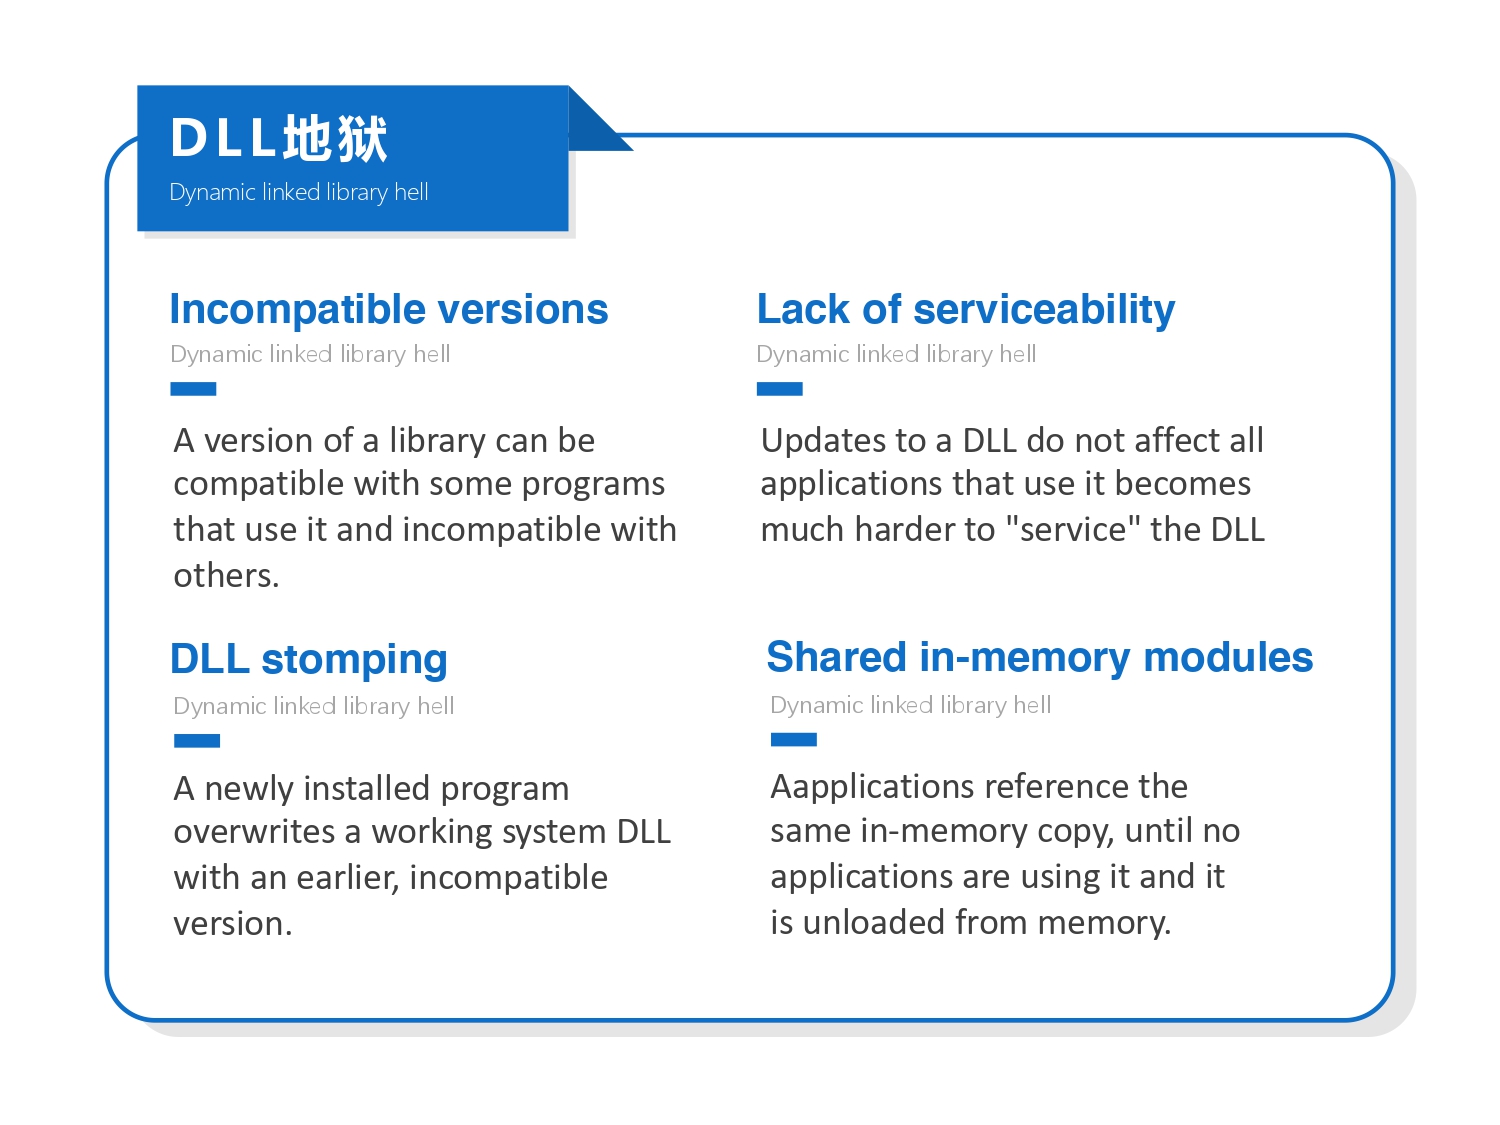 DLL地狱
Dynamic linked library hell
Incompatible versions
Dynamic linked library hell
A version of a library can be
compatible with some programs
that use it and incompatible with
others.
Lack of serviceability
Dynamic linked library hell
Updates to a DLL do not affect all
applications that use it becomes
much harder to "service" the DLL
DLL stomping
Dynamic linked library hell
A newly installed program
overwrites a working system DLL
with an earlier, incompatible
version.
Shared in-memory modules
Dynamic linked library hell
Aapplications reference the
same in-memory copy, until no
applications are using it and it
is unloaded from memory.